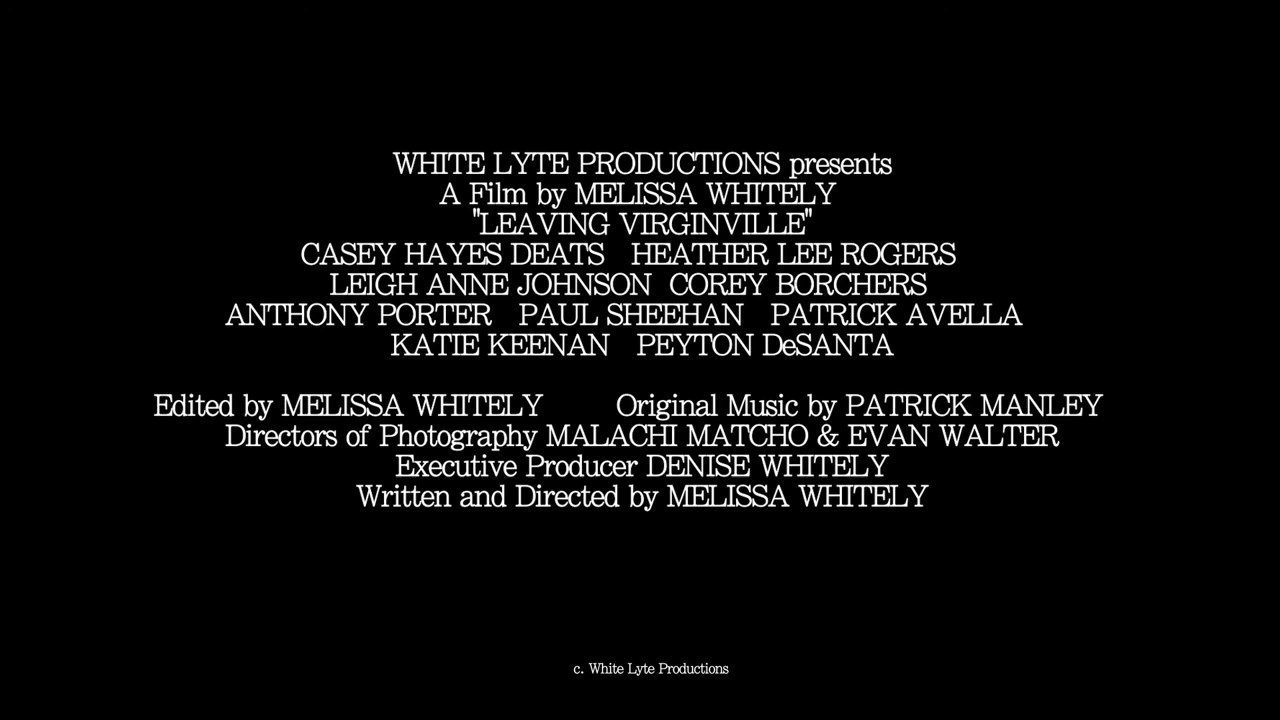 WHITE LYTE PRODUCTIONS presents
A Film by MELISSA WHITELY
"LEAVING VIRGINVILLE"
CASEY HAYES DEATS HEATHER LEE ROGERS
LEIGH ANNE JOHNSON COREY BORCHERS
ANTHONY PORTER PAUL SHEEHAN PATRICK AVELLA
KATIE KEENAN PEYTON DeSANTA
Edited by MELISSA WHITELY Original Music by PATRICK MANLEY
Directors of Photography MALACHI MATCHO & EVAN WALTER
Executive Producer DENISE WHITELY
Written and Directed by MELISSA WHITELY
c. White Lyte Productions